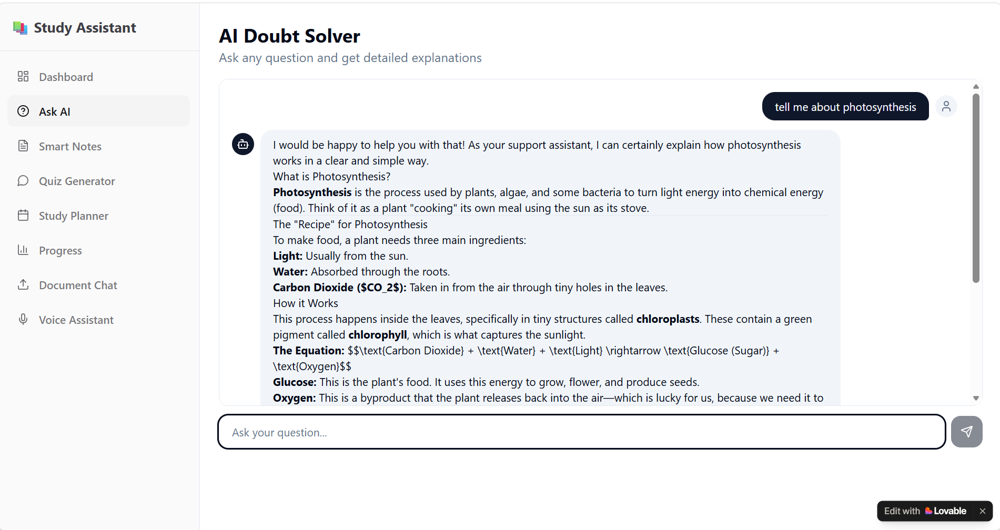 Study Assistant
Dashboard
Ask AI
Smart Notes
Quiz Generator
Study Planner
Progress
Document Chat
Voice Assistant
AI Doubt Solver
Ask any question and get detailed explanations
tell me about photosynthesis
I would be happy to help you with that! As your support assistant, I can certainly explain how photosynthesis
works in a clear and simple way.
What is Photosynthesis?
Photosynthesis is the process used by plants, algae, and some bacteria to turn light energy into chemical energy
(food). Think of it as a plant "cooking" its own meal using the sun as its stove.
The "Recipe" for Photosynthesis
To make food, a plant needs three main ingredients:
Light: Usually from the sun.
Water: Absorbed through the roots.
Carbon Dioxide ($CO_2$): Taken in from the air through tiny holes in the leaves.
How it Works
This process happens inside the leaves, specifically in tiny structures called chloroplasts. These contain a green
pigment called chlorophyll, which is what captures the sunlight.
The Equation: $$\text{Carbon Dioxide} + \text{Water} + \text{Light} \rightarrow \text{Glucose (Sugar)} +
\text{Oxygen}$$
Glucose: This is the plant's food. It uses this energy to grow, flower, and produce seeds.
Oxygen: This is a byproduct that the plant releases back into the air—which is lucky for us, because we need it to
Ask your question...
Edit with Lovable